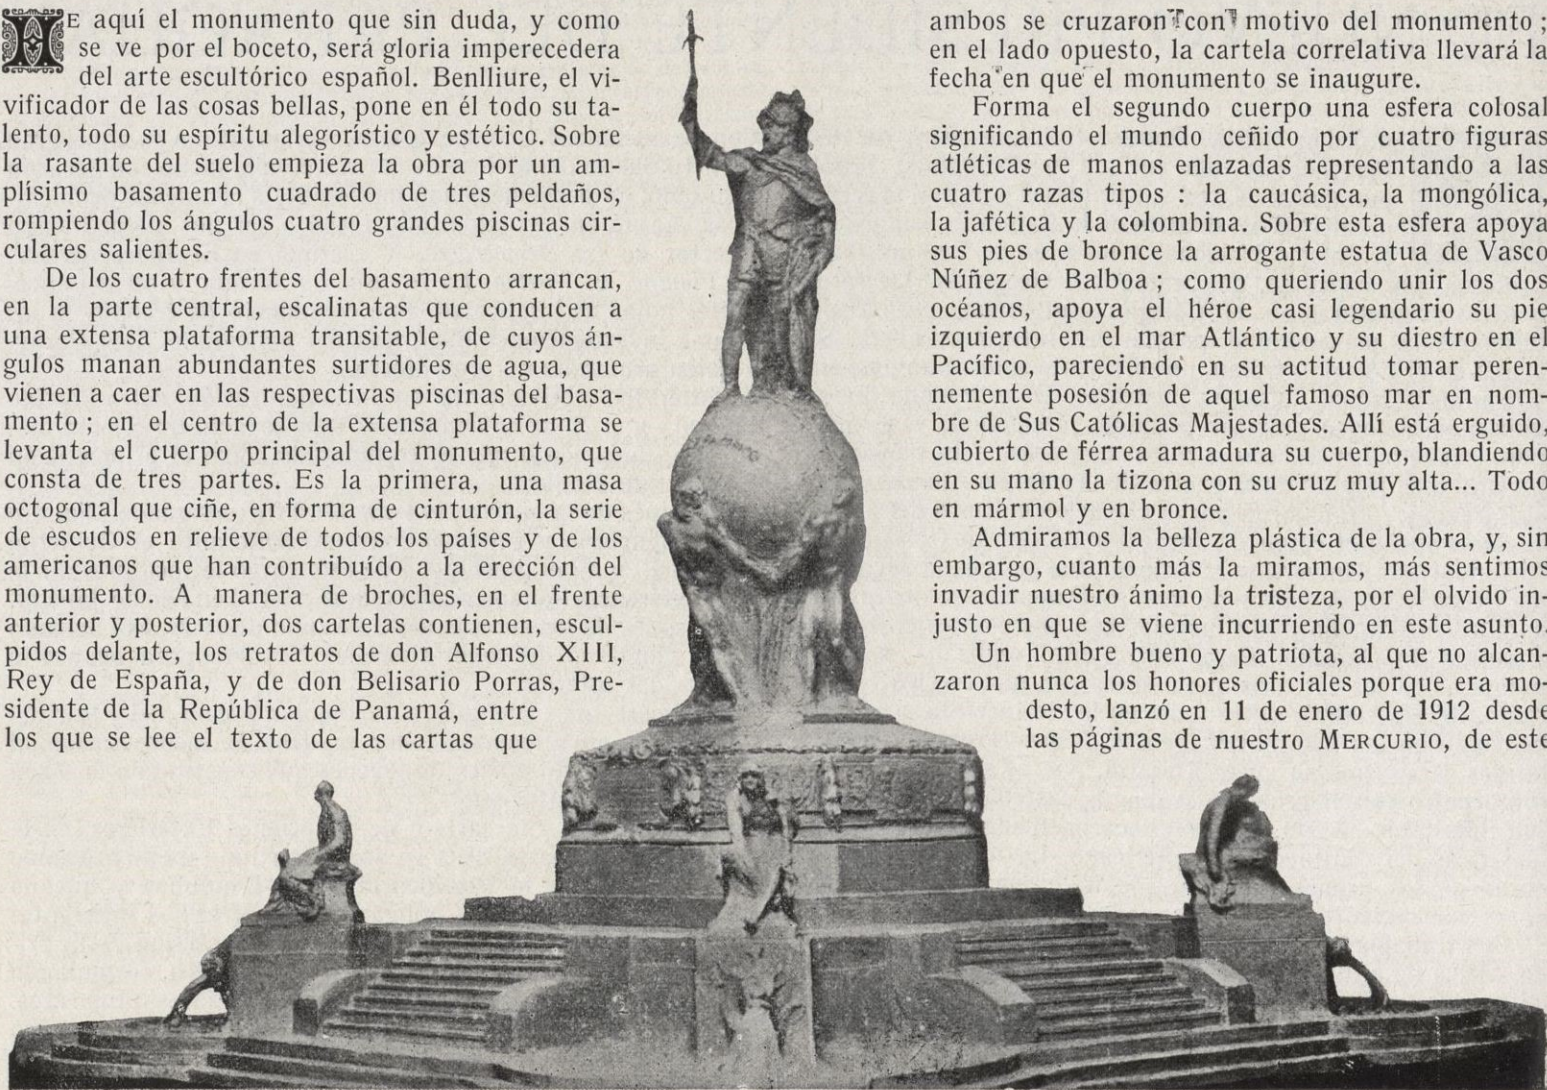 HE aquí el monumento que sin duda, y como
se ve por el boceto, será gloria imperecedera
del arte escultórico español. Benlliure, el vi-
vificador de las cosas bellas, pone en él todo su ta-
lento, todo su espíritu alegorístico y estético. Sobre
la rasante del suelo empieza la obra por un am-
plísimo basamento cuadrado de tres peldaños,
rompiendo los ángulos cuatro grandes piscinas cir-
culares salientes.
De los cuatro frentes del basamento arrancan,
en la parte central, escalinatas que conducen a
una extensa plataforma transitable, de cuyos án-
gulos manan abundantes surtidores de agua, que
vienen a caer en las respectivas piscinas del basa-
mento ; en el centro de la extensa plataforma se
levanta el cuerpo principal del monumento, que
consta de tres partes. Es la primera, una masa
octogonal que ciñe, en forma de cinturón, la serie
de escudos en relieve de todos los países y de los
americanos que han contribuído a la erección del
monumento. A manera de broches, en el frente
anterior y posterior, dos cartelas contienen, escul-
pidos delante, los retratos de don Alfonso XIII,
Rey de España, y de don Belisario Porras, Pre-
sidente de la República de Panamá, entre
los que se lee el texto de las cartas que
ambos se cruzaron con motivo del monumento ;
en el lado opuesto, la cartela correlativa llevará la
fecha en que el monumento se inaugure.
Forma el segundo cuerpo una esfera colosal
significando el mundo ceñido por cuatro figuras
atléticas de manos enlazadas representando a las
cuatro razas tipos : la caucásica, la mongólica,
la jafética y la colombina. Sobre esta esfera apoya
sus pies de bronce la arrogante estatua de Vasco
Núñez de Balboa ; como queriendo unir los dos
océanos, apoya el héroe casi legendario su pie
izquierdo en el mar Atlántico y su diestro en el
Pacífico, pareciendo en su actitud tomar peren-
nemente posesión de aquel famoso mar en nom-
bre de Sus Católicas Majestades. Allí está erguido,
cubierto de férrea armadura su cuerpo, blandiendo
en su mano la tizona con su cruz muy alta... Todo
en mármol y en bronce.
Admiramos la belleza plástica de la obra, y, sin
embargo, cuanto más la miramos, más sentimos
invadir nuestro ánimo la tristeza, por el olvido in-
justo en que se viene incurriendo en este asunto.
Un hombre bueno y patriota, al que no alcan-
zaron nunca los honores oficiales porque era mo-
desto, lanzó en 11 de enero de 1912 desde
las páginas de nuestro MERCURIO, de este